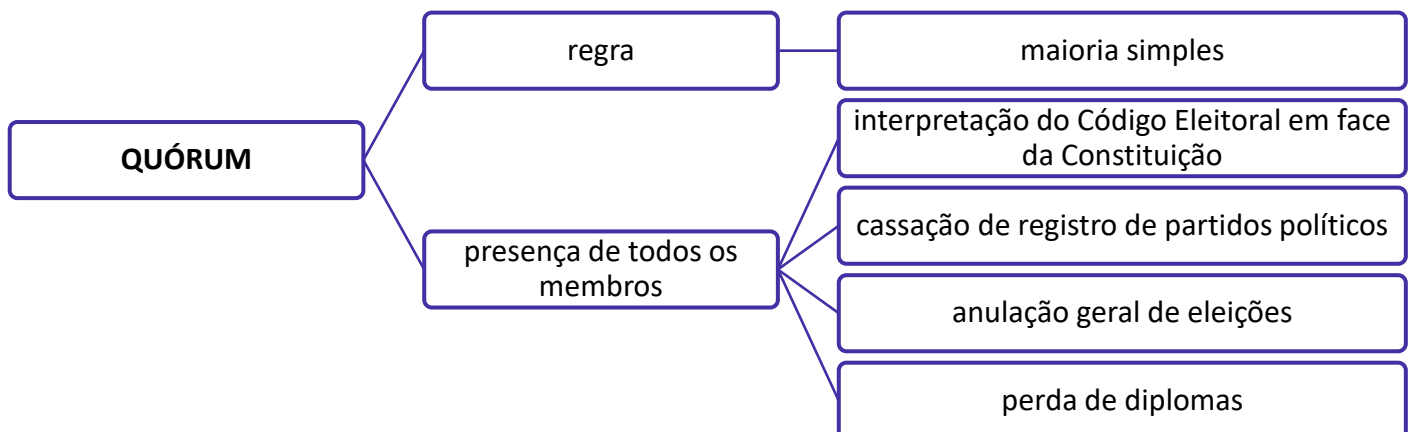 QUÓRUM
regra
maioria simples
presença de todos os
membros
interpretação do Código Eleitoral em face
da Constituição
cassação de registro de partidos políticos
anulação geral de eleições
perda de diplomas